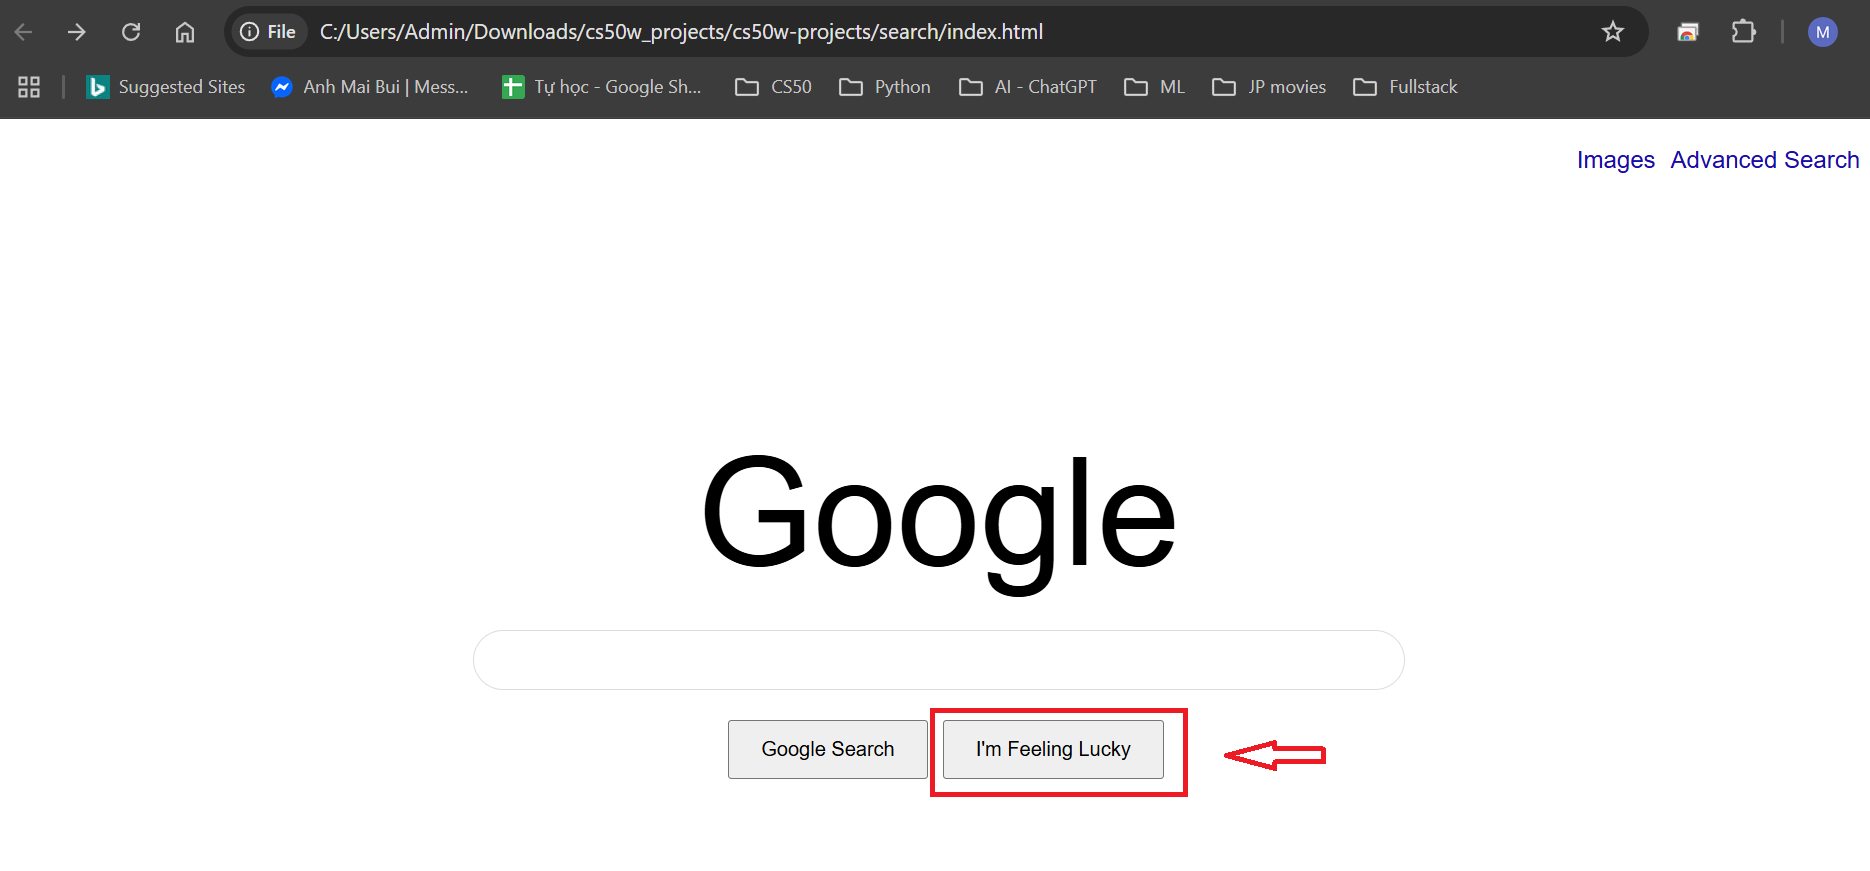 File C:/Users/Admin/Downloads/cs50w_projects/cs50w-projects/search/index.html M
Suggested Sites Anh Mai Bui | Mess... Tự học - Google Sh... CS50 Python AI - ChatGPT ML JP movies Fullstack
Images Advanced Search
Google
Google Search I'm Feeling Lucky